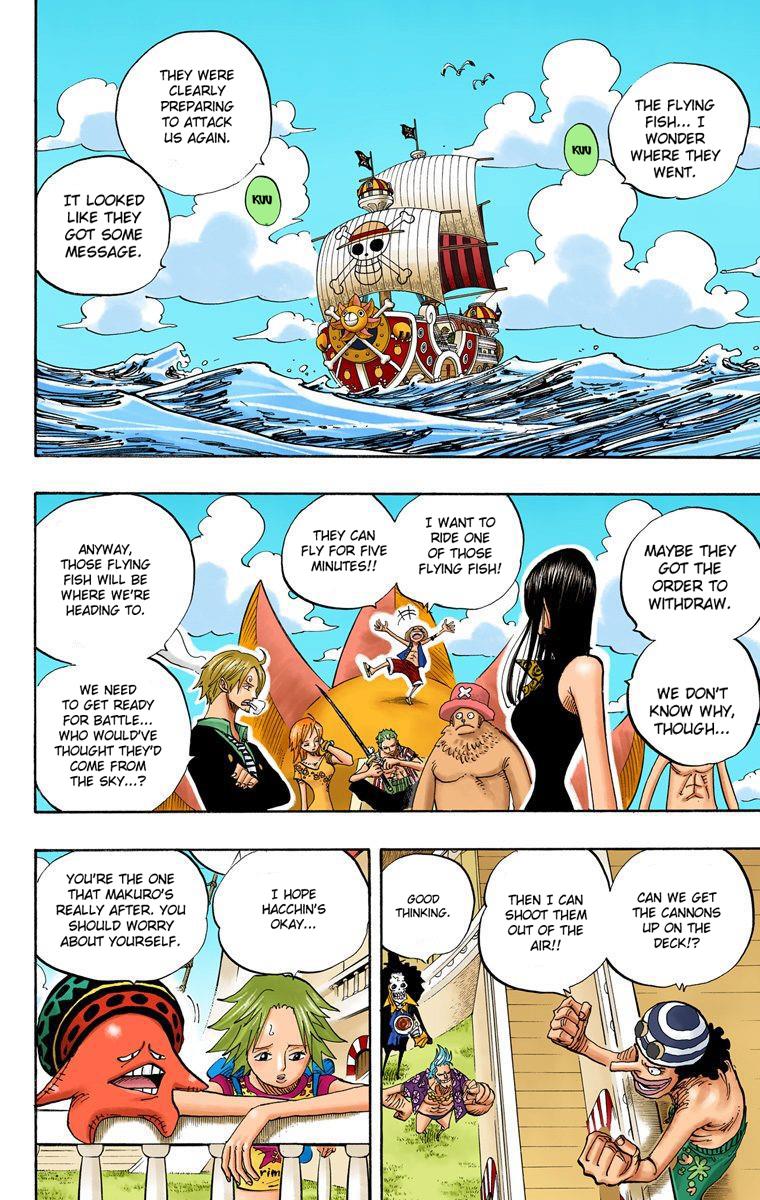 THE FLYING
FISH... I
WONDER
WHERE THEY
WENT.
KUU
THEY WERE
CLEARLY
PREPARING
TO ATTACK
US AGAIN.
KUU
IT LOOKED
LIKE THEY
GOT SOME
MESSAGE.
MAYBE THEY
GOT THE
ORDER TO
WITHDRAW.
WE DON'T
KNOW WHY,
THOUGH...
I WANT TO
RIDE ONE
OF THOSE
FLYING FISH!
THEY CAN
FLY FOR FIVE
MINUTES!!
ANYWAY,
THOSE FLYING
FISH WILL BE
WHERE WE'RE
HEADING TO.
WE NEED
TO GET READY
FOR BATTLE...
WHO WOULD'VE
THOUGHT THEY'D
COME FROM
THE SKY...?
CAN WE GET
THE CANNONS
UP ON THE
DECK!?
THEN I CAN
SHOOT THEM
OUT OF THE
AIR!!
GOOD
THINKING.
I HOPE
HACCHIN'S
OKAY...
YOU'RE THE ONE
THAT MAKURO'S
REALLY AFTER. YOU
SHOULD WORRY
ABOUT YOURSELF.